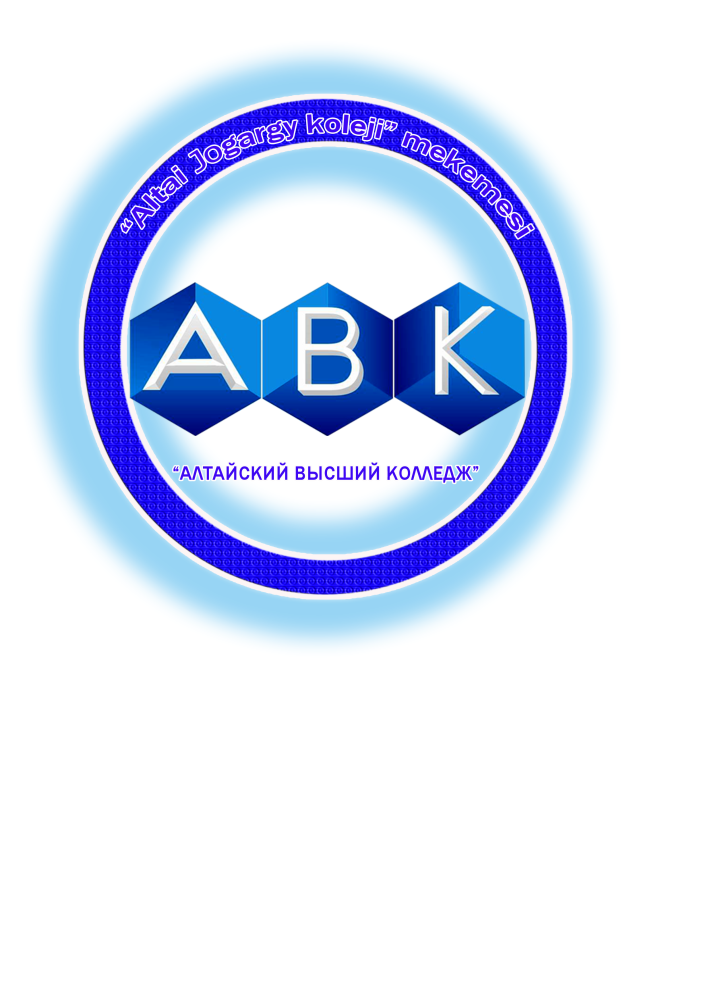 “Altai Jogargy koleji” mekemesi
АВК
“АЛТАЙСКИЙ ВЫСШИЙ КОЛЛЕДЖ”